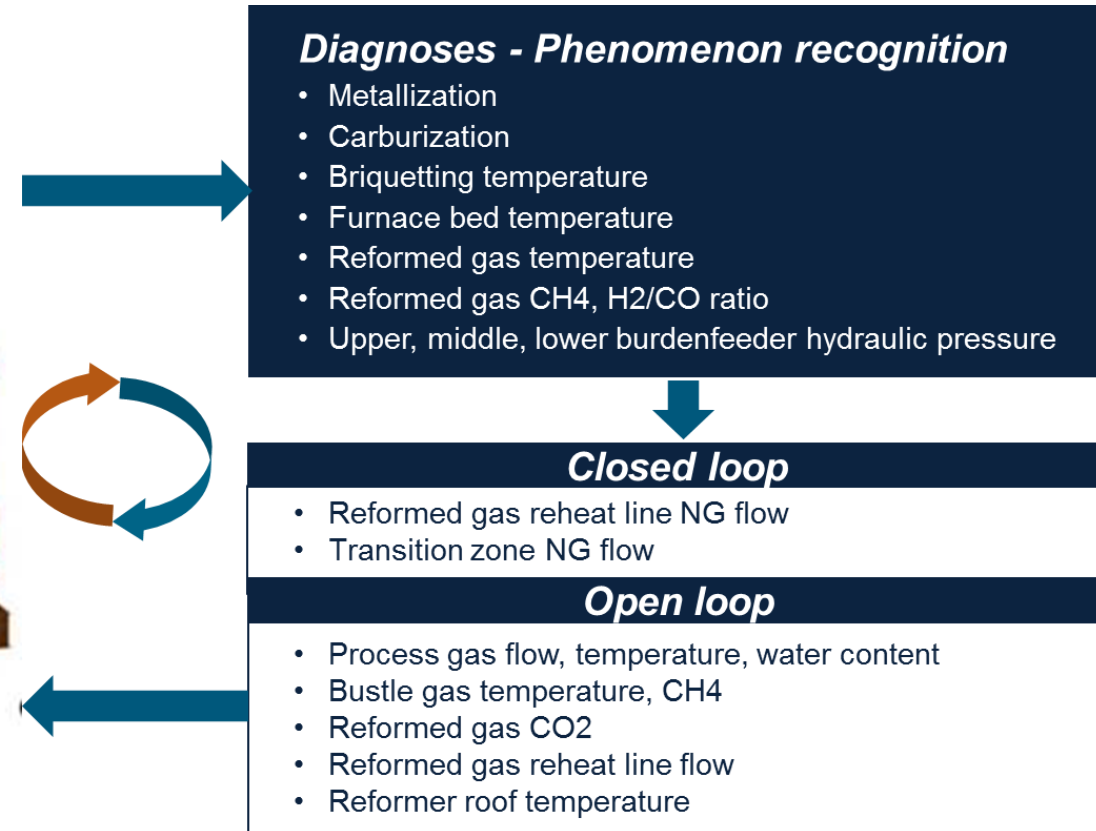 Diagnoses - Phenomenon recognition
• Metallization
• Carburization
• Briquetting temperature
• Furnace bed temperature
• Reformed gas temperature
• Reformed gas CH4, H2/CO ratio
• Upper, middle, lower burdenfeeder hydraulic pressure
Closed loop
• Reformed gas reheat line NG flow
• Transition zone NG flow
Open loop
• Process gas flow, temperature, water content
• Bustle gas temperature, CH4
• Reformed gas CO2
• Reformed gas reheat line flow
• Reformer roof temperature